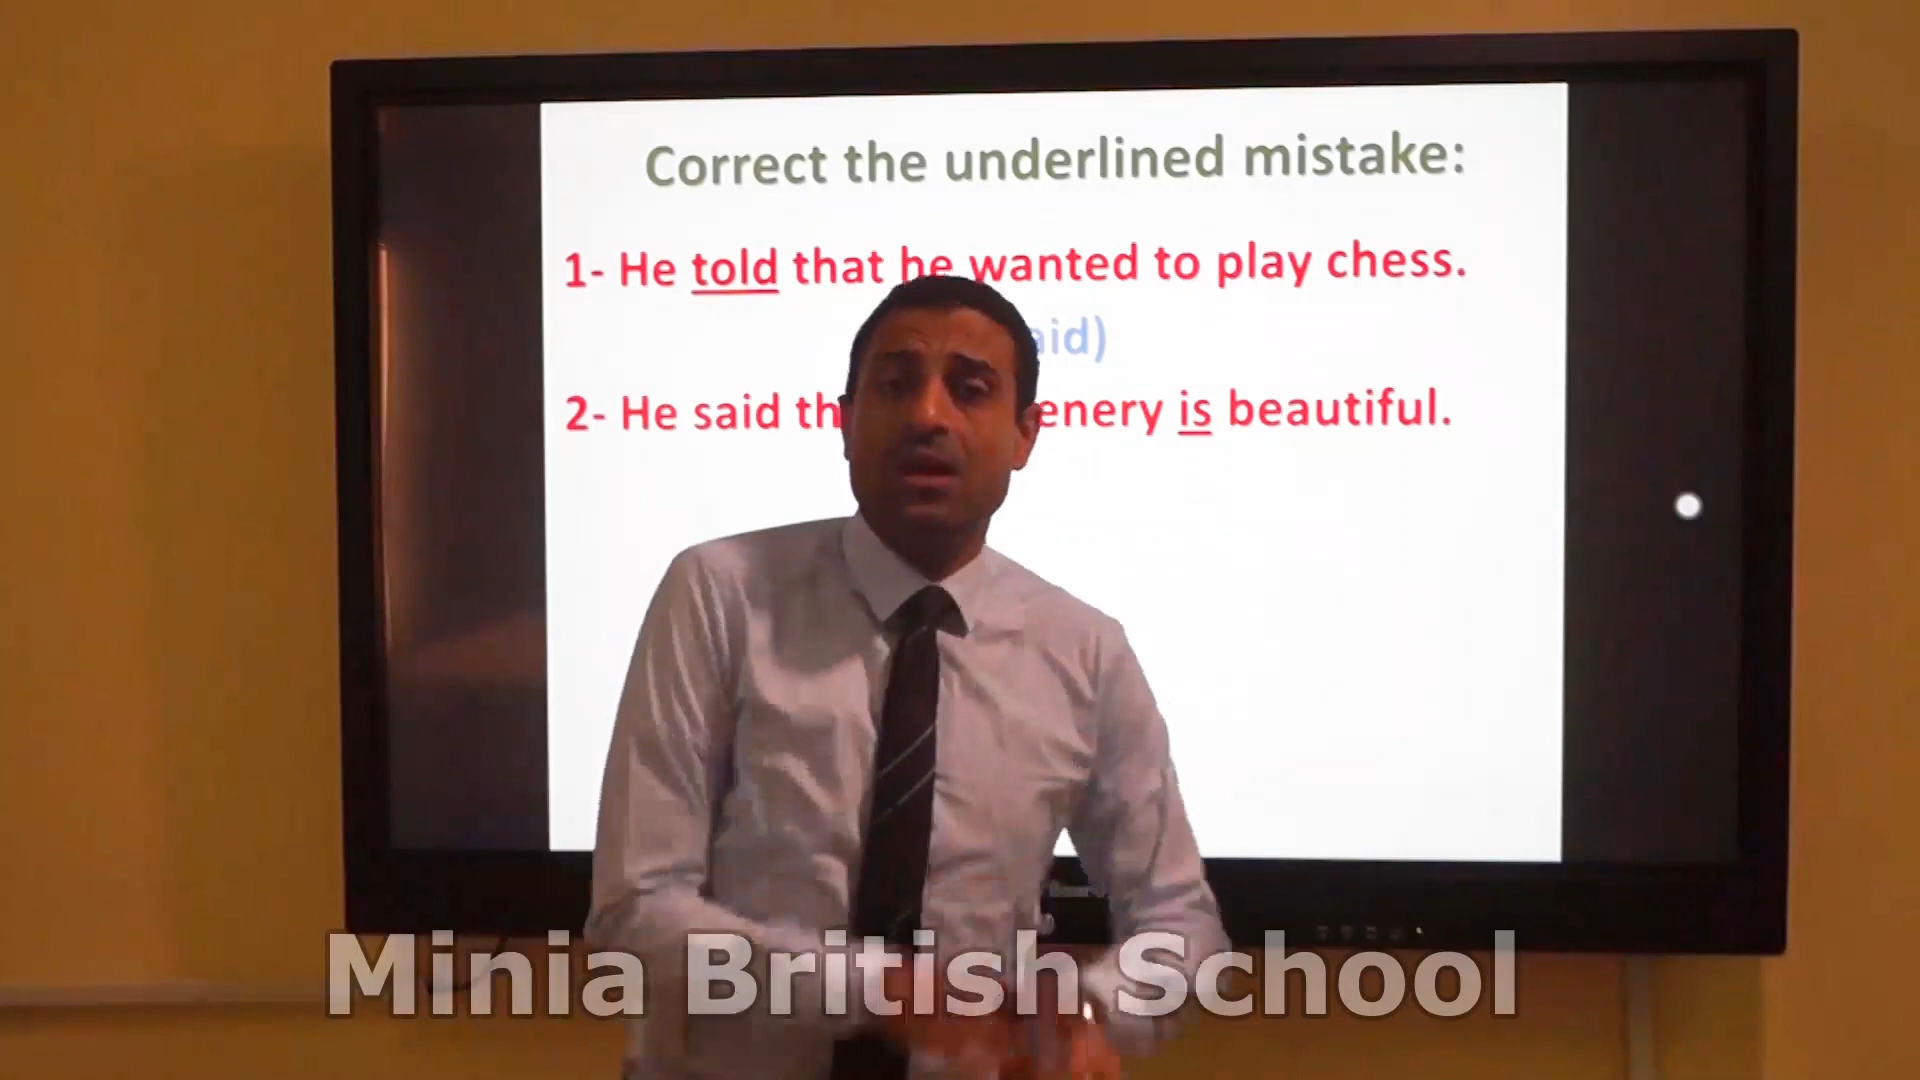 Correct the underlined mistake:
1- He told that he wanted to play chess.
aid)
2- He said th enery is beautiful.
Minia British School